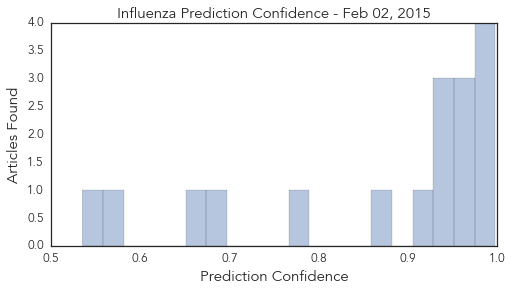 Influenza Prediction Confidence - Feb 02, 2015
4.0
3.5
3.0
2.5
2.0
1.5
1.0
0.5
0.0
Articles Found
0.5 0.6 0.7 0.8 0.9 1.0
Prediction Confidence